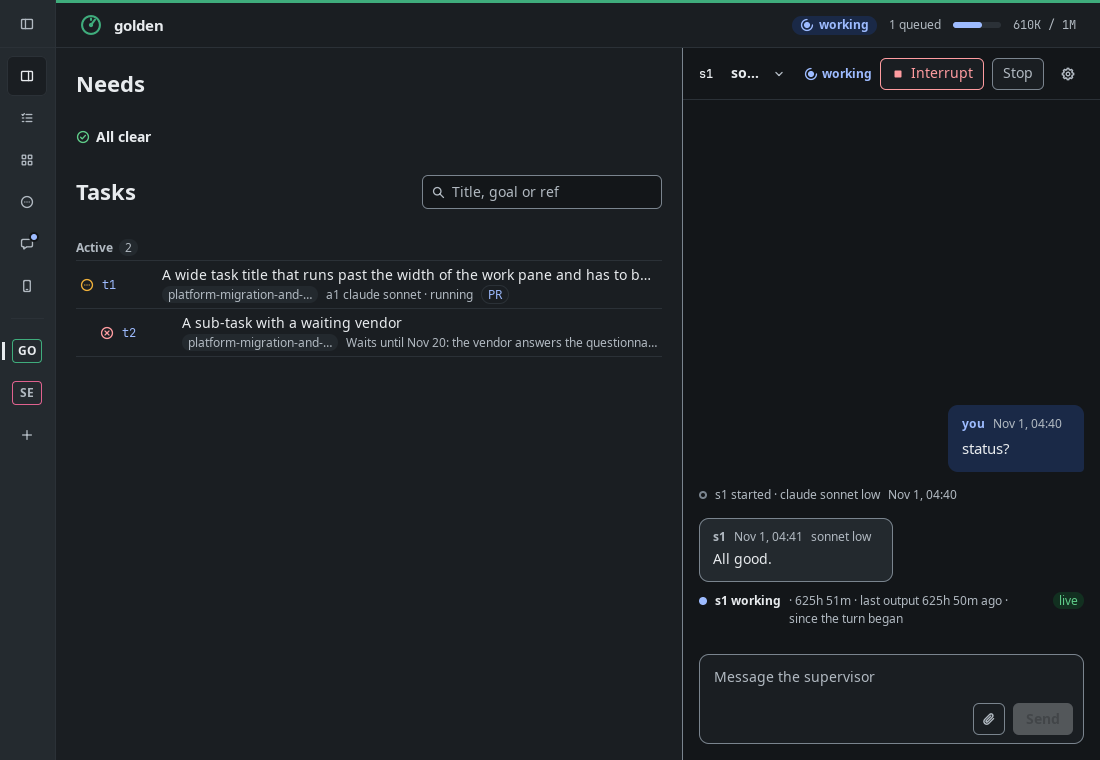 golden
working
1 queued
610K / 1M
Needs
All clear
Tasks
Title, goal or ref
Active 2
t1
A wide task title that runs past the width of the work pane and has to b...
platform-migration-and-...
a1 claude sonnet · running
PR
t2
A sub-task with a waiting vendor
platform-migration-and-...
Waits until Nov 20: the vendor answers the questionna...
GO
SE
s1
so...
working
Interrupt
Stop
you Nov 1, 04:40
status?
s1 started · claude sonnet low Nov 1, 04:40
s1 Nov 1, 04:41 sonnet low
All good.
s1 working · 625h 51m · last output 625h 50m ago ·
since the turn began
live
Message the supervisor
Send